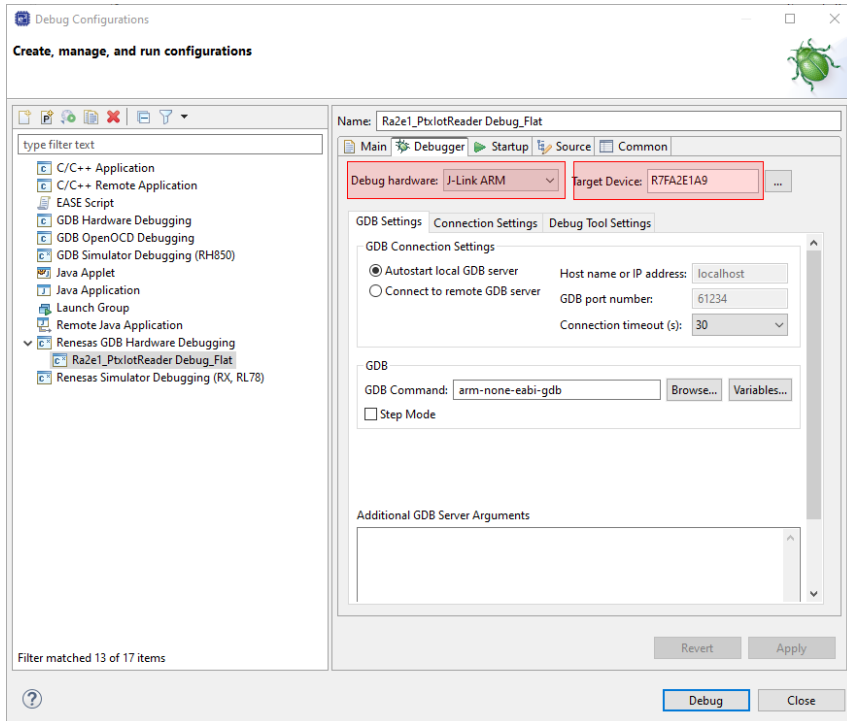 Debug Configurations
Create, manage, and run configurations
type filter text
C/C++ Application
C/C++ Remote Application
EASE Script
GDB Hardware Debugging
GDB OpenOCD Debugging
GDB Simulator Debugging (RH850)
Java Applet
Java Application
Launch Group
Remote Java Application
Renesas GDB Hardware Debugging
Ra2e1_PtxIotReader Debug_Flat
Renesas Simulator Debugging (RX, RL78)
Filter matched 13 of 17 items
Name: Ra2e1_PtxIotReader Debug_Flat
Main Debugger Startup Source Common
Debug hardware: J-Link ARM Target Device: R7FA2E1A9 ...
GDB Settings Connection Settings Debug Tool Settings
GDB Connection Settings
Autostart local GDB server Host name or IP address: localhost
Connect to remote GDB server GDB port number: 61234
Connection timeout (s): 30
GDB
GDB Command: arm-none-eabi-gdb Browse... Variables...
Step Mode
Additional GDB Server Arguments
Revert Apply
? Debug Close